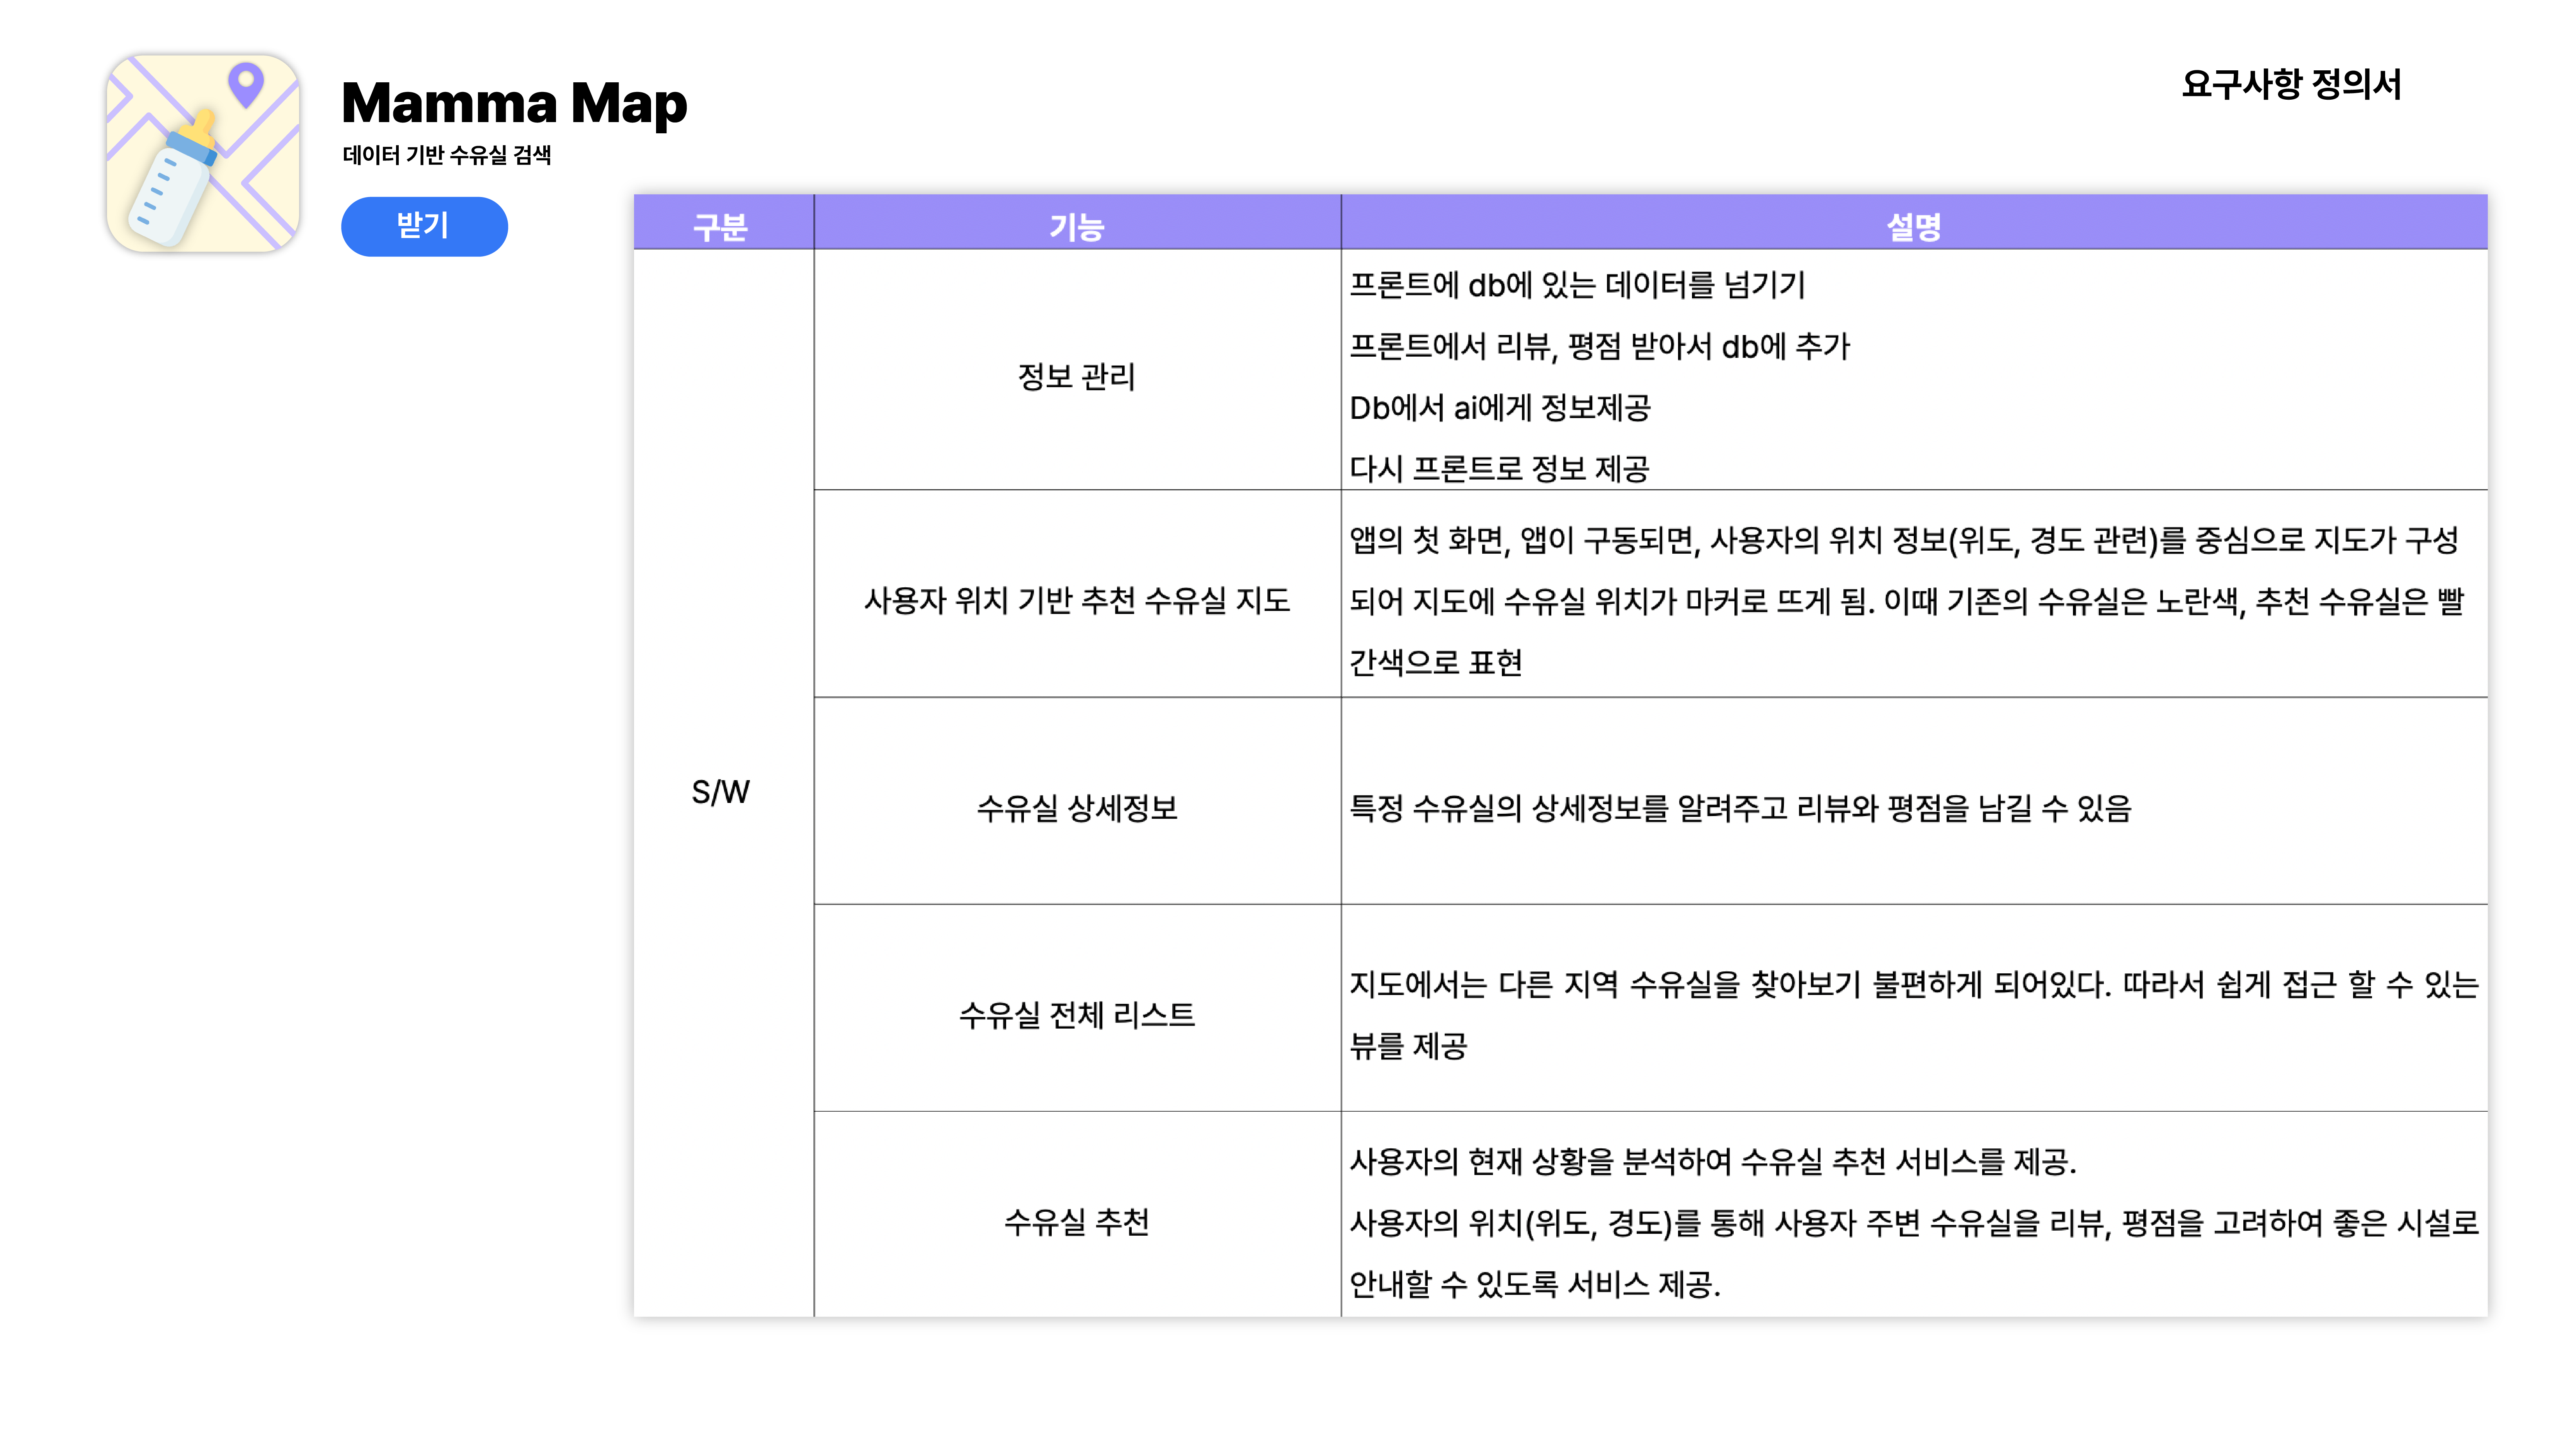 Mamma Map
데이터 기반 수유실 검색
받기
요구사항 정의서
구분
기능
설명
S/W
정보 관리
프론트에 db에 있는 데이터를 넘기기
프론트에서 리뷰, 평점 받아서 db에 추가
Db에서 ai에게 정보제공
다시 프론트로 정보 제공
사용자 위치 기반 추천 수유실 지도
앱의 첫 화면, 앱이 구동되면, 사용자의 위치 정보(위도, 경도 관련)를 중심으로 지도가 구성
되어 지도에 수유실 위치가 마커로 뜨게 됨. 이때 기존의 수유실은 노란색, 추천 수유실은 빨
간색으로 표현
수유실 상세정보
특정 수유실의 상세정보를 알려주고 리뷰와 평점을 남길 수 있음
수유실 전체 리스트
지도에서는 다른 지역 수유실을 찾아보기 불편하게 되어있다. 따라서 쉽게 접근 할 수 있는
뷰를 제공
수유실 추천
사용자의 현재 상황을 분석하여 수유실 추천 서비스를 제공.
사용자의 위치(위도, 경도)를 통해 사용자 주변 수유실을 리뷰, 평점을 고려하여 좋은 시설로
안내할 수 있도록 서비스 제공.